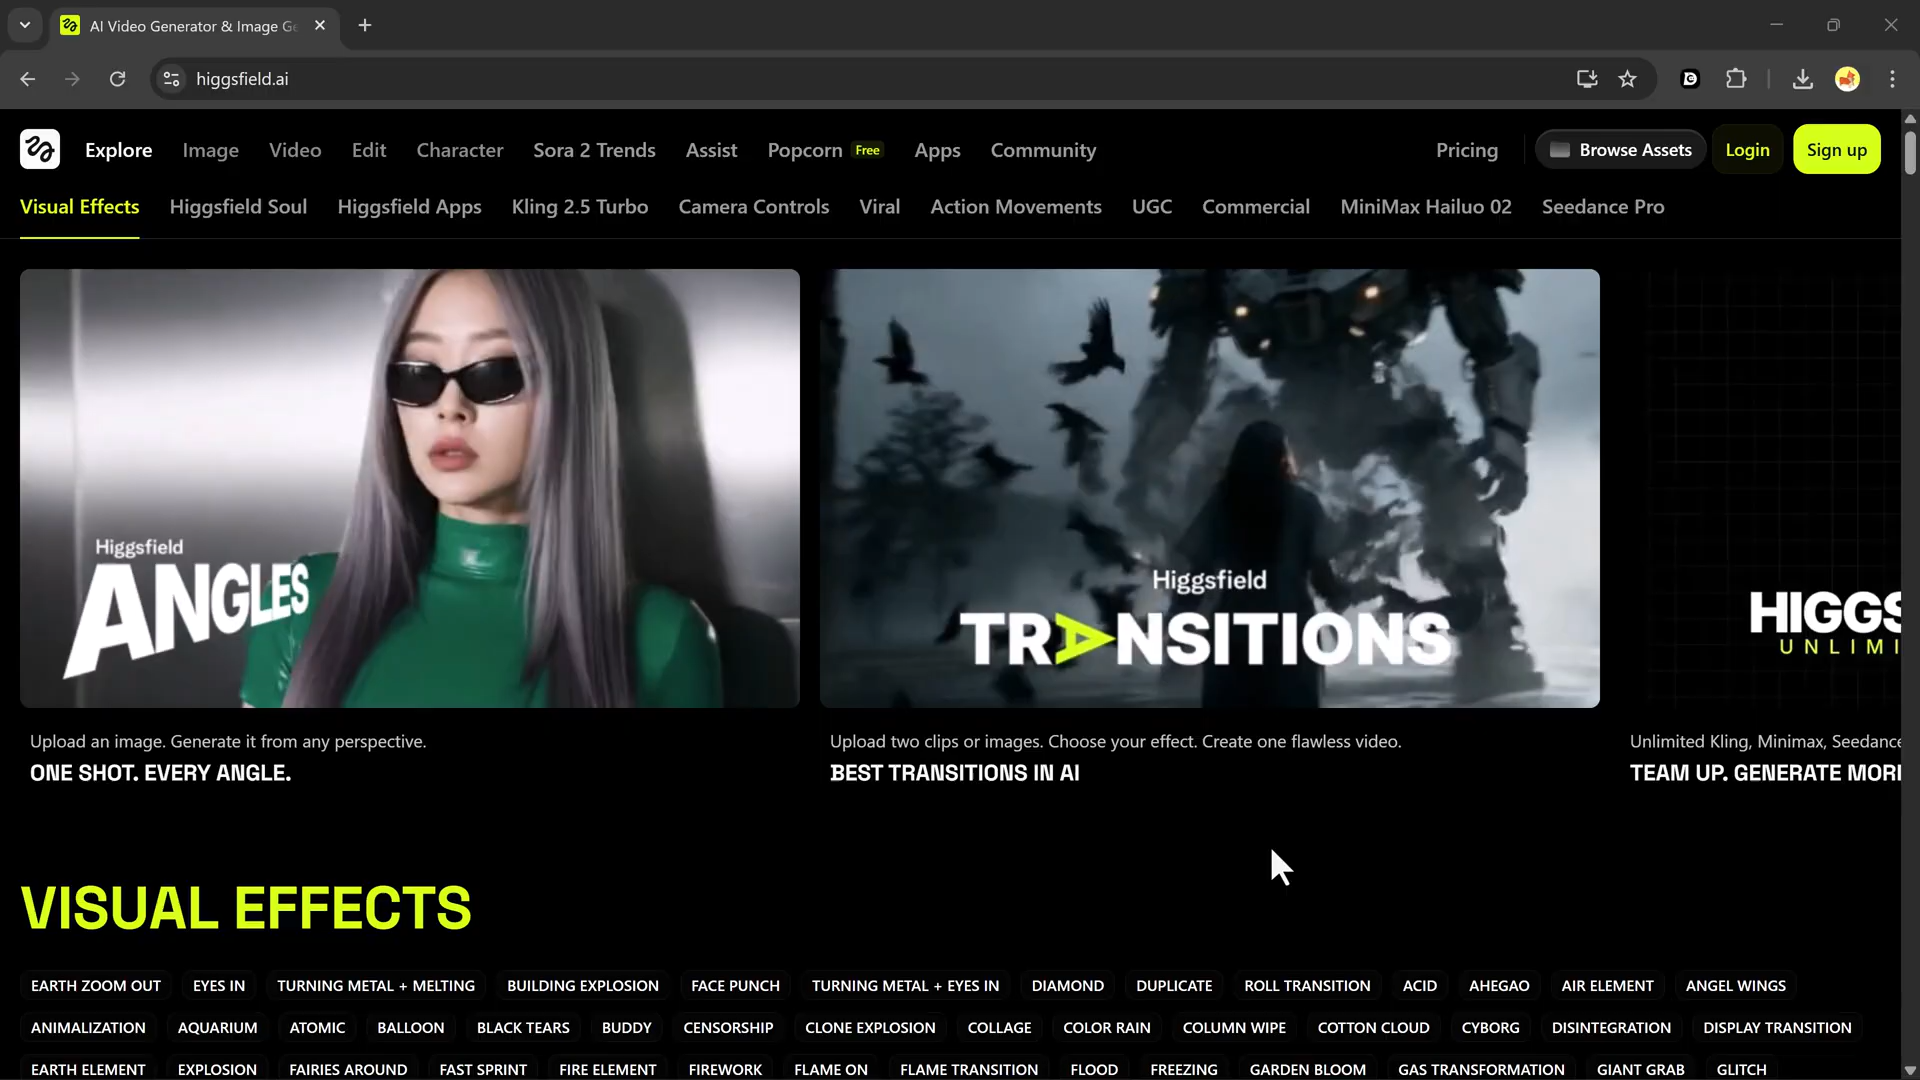 AI Video Generator & Image Ge
higgsfield.ai
Explore Image Video Edit Character Sora 2 Trends Assist Popcorn Free Apps Community Pricing Browse Assets Login Sign up
Visual Effects Higgsfield Soul Higgsfield Apps Kling 2.5 Turbo Camera Controls Viral Action Movements UGC Commercial MiniMax Hailuo 02 Seedance Pro
Higgsfield
ANGLES
Higgsfield
TRANSITIONS
HIGGS
UNLIMI
Upload an image. Generate it from any perspective.
ONE SHOT. EVERY ANGLE.
Upload two clips or images. Choose your effect. Create one flawless video.
BEST TRANSITIONS IN AI
Unlimited Kling, Minimax, Seedance
TEAM UP. GENERATE MOR
VISUAL EFFECTS
EARTH ZOOM OUT EYES IN TURNING METAL + MELTING BUILDING EXPLOSION FACE PUNCH TURNING METAL + EYES IN DIAMOND DUPLICATE ROLL TRANSITION ACID AHEGAO AIR ELEMENT ANGEL WINGS
ANIMALIZATION AQUARIUM ATOMIC BALLOON BLACK TEARS BUDDY CENSORSHIP CLONE EXPLOSION COLLAGE COLOR RAIN COLUMN WIPE COTTON CLOUD CYBORG DISINTEGRATION DISPLAY TRANSITION
EARTH ELEMENT EXPLOSION FAIRIES AROUND FAST SPRINT FIRE ELEMENT FIREWORK FLAME ON FLAME TRANSITION FLOOD FREEZING GARDEN BLOOM GAS TRANSFORMATION GIANT GRAB GLITCH